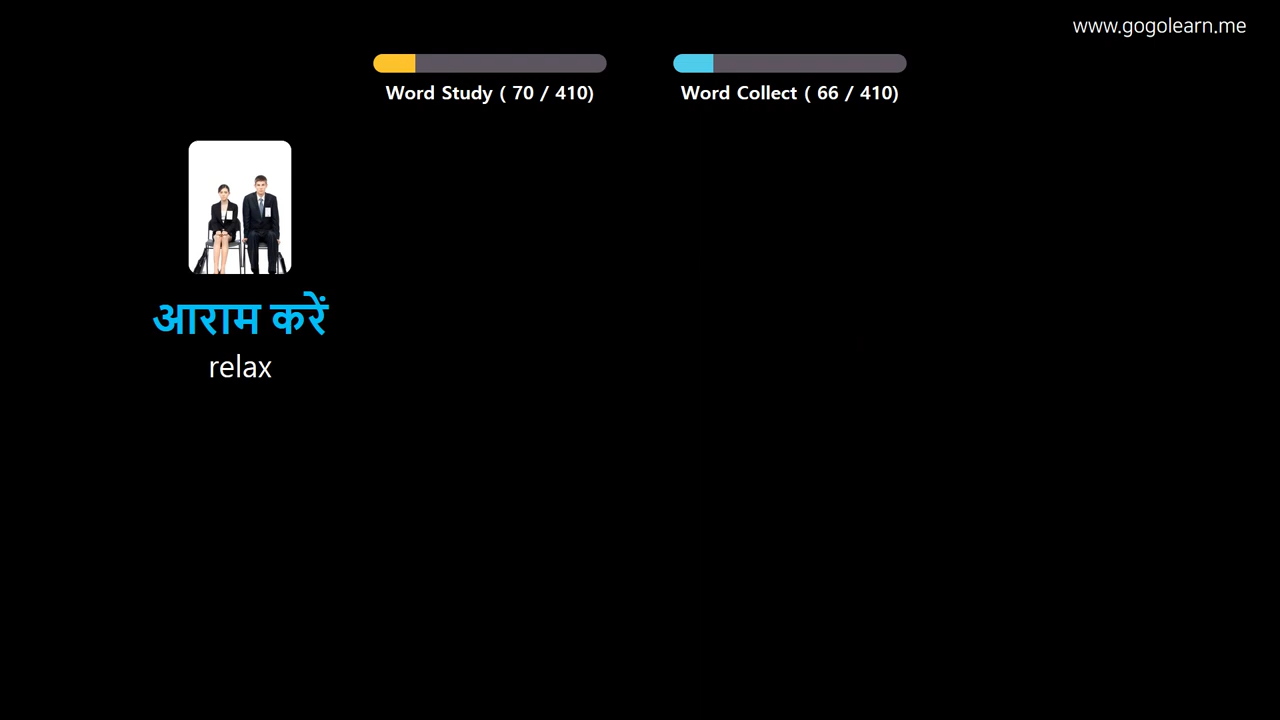 www.gogolearn.me
Word Study ( 70 / 410)
Word Collect ( 66 / 410)
आराम करें
relax